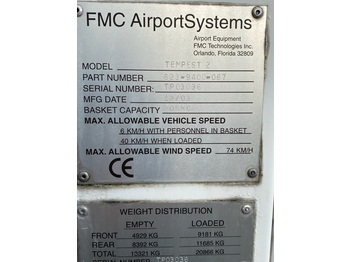 FMC AirportSystems
Airport Equipment
FMC Technologies Inc.
Orlando, Florida 32809
MODEL TEMPEST 2
PART NUMBER
SERIAL NUMBER: TP03036
MFG DATE
BASKET CAPACITY
MAX. ALLOWABLE VEHICLE SPEED
6 KM/H WITH PERSONNEL IN BASKET
40 KM/H WHEN LOADED
MAX. ALLOWABLE WIND SPEED 74 KM/H
CE
WEIGHT DISTRIBUTION
EMPTY LOADED
FRONT 4929 KG 9181 KG
REAR 8392 KG 11685 KG
TOTAL 13321 KG 20866 KG
SERIAL NUMBER